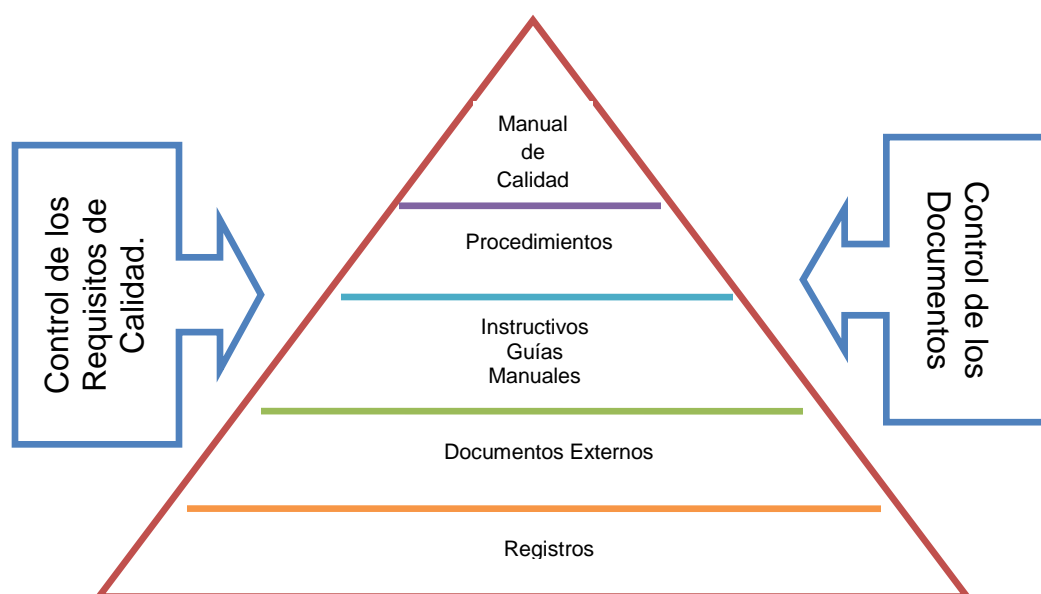 Control de los
Requisitos de
Calidad.
Manual
de
Calidad
Procedimientos
Instructivos
Guías
Manuales
Documentos Externos
Registros
Control de los
Documentos